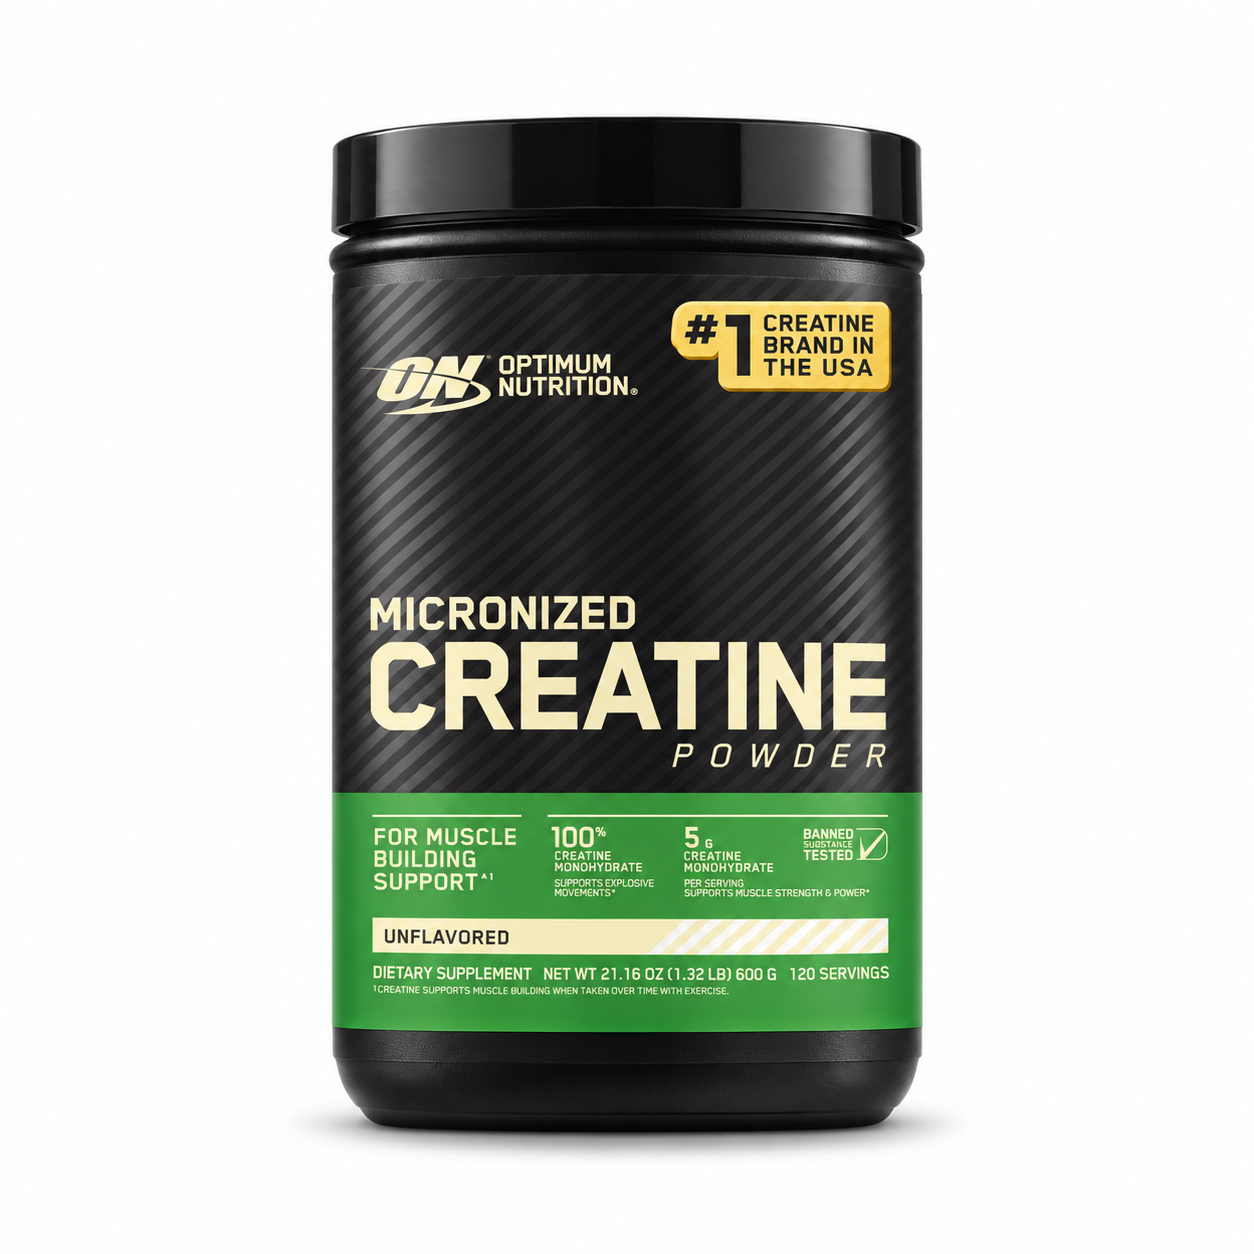 #1 CREATINE
BRAND IN
THE USA
ON® OPTIMUM
NUTRITION®
MICRONIZED
CREATINE
POWDER
FOR MUSCLE
BUILDING
SUPPORT^1
100%
CREATINE
MONOHYDRATE
SUPPORTS EXPLOSIVE
MOVEMENTS*
5 G
CREATINE
MONOHYDRATE
PER SERVING
SUPPORTS MUSCLE STRENGTH & POWER*
BANNED
SUBSTANCE
TESTED
UNFLAVORED
DIETARY SUPPLEMENT NET WT 21.16 OZ (1.32 LB) 600 G 120 SERVINGS
1CREATINE SUPPORTS MUSCLE BUILDING WHEN TAKEN OVER TIME WITH EXERCISE.